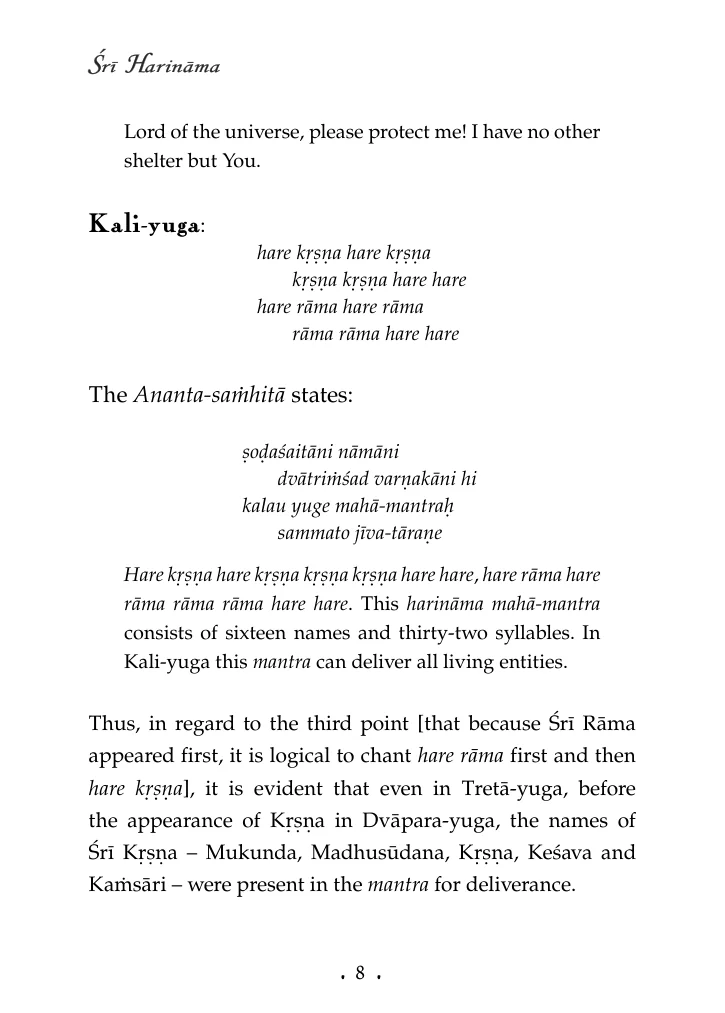 Śrī Harināma
Lord of the universe, please protect me! I have no other
shelter but You.
Kali-yuga:
hare kṛṣṇa hare kṛṣṇa
kṛṣṇa kṛṣṇa hare hare
hare rāma hare rāma
rāma rāma hare hare
The Ananta-saṁhitā states:
ṣoḍaśaitāni nāmāni
dvātriṁśad varṇakāni hi
kalau yuge mahā-mantraḥ
sammato jīva-tāraṇe
Hare kṛṣṇa hare kṛṣṇa kṛṣṇa kṛṣṇa hare hare, hare rāma hare
rāma rāma rāma hare hare. This harināma mahā-mantra
consists of sixteen names and thirty-two syllables. In
Kali-yuga this mantra can deliver all living entities.
Thus, in regard to the third point [that because Śrī Rāma
appeared first, it is logical to chant hare rāma first and then
hare kṛṣṇa], it is evident that even in Tretā-yuga, before
the appearance of Kṛṣṇa in Dvāpara-yuga, the names of
Śrī Kṛṣṇa – Mukunda, Madhusūdana, Kṛṣṇa, Keśava and
Kaṁsāri – were present in the mantra for deliverance.
. 8 .